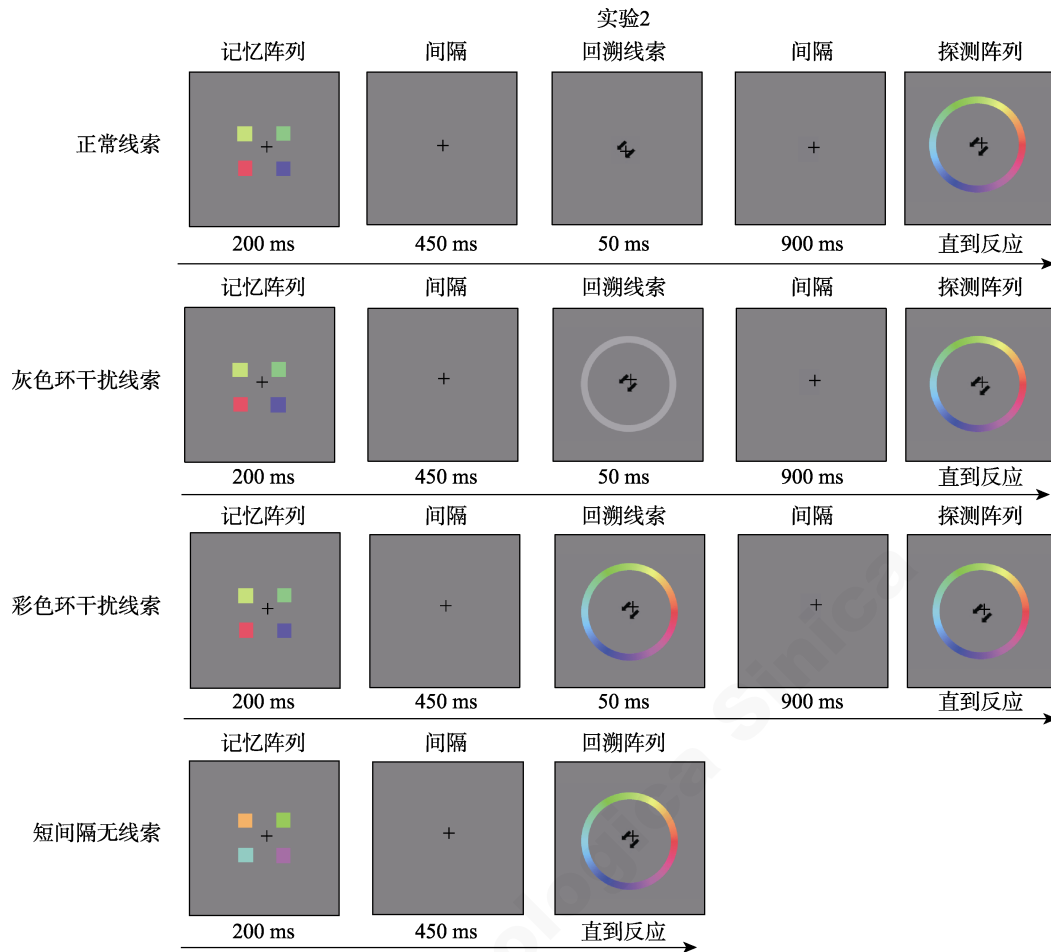 实验2
记忆阵列 间隔 回溯线索 间隔 探测阵列
正常线索
200 ms 450 ms 50 ms 900 ms 直到反应
记忆阵列 间隔 回溯线索 间隔 探测阵列
灰色环干扰线索
200 ms 450 ms 50 ms 900 ms 直到反应
记忆阵列 间隔 回溯线索 间隔 探测阵列
彩色环干扰线索
200 ms 450 ms 50 ms 900 ms 直到反应
记忆阵列 间隔 回溯阵列
短间隔无线索
200 ms 450 ms 直到反应
ologica Sinica